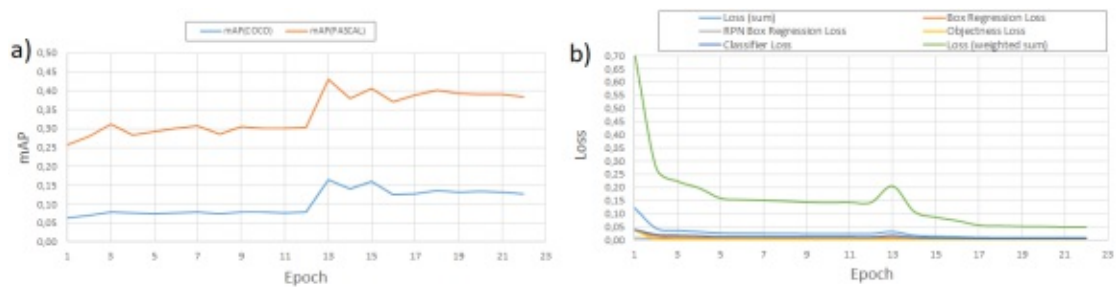 a)
mAP(COCO) mAP(PASCAL)
0,50
0,45
0,40
0,35
0,30
0,25
0,20
0,15
0,10
0,05
0,00
mAP
1 3 5 7 9 11 13 15 17 19 21 23
Epoch
b)
Loss (sum) Box Regression Loss
RPN Box Regression Loss Objectness Loss
Classifier Loss Loss (weighted sum)
0,70
0,65
0,60
0,55
0,50
0,45
0,40
0,35
0,30
0,25
0,20
0,15
0,10
0,05
0,00
Loss
1 3 5 7 9 11 13 15 17 19 21 23
Epoch